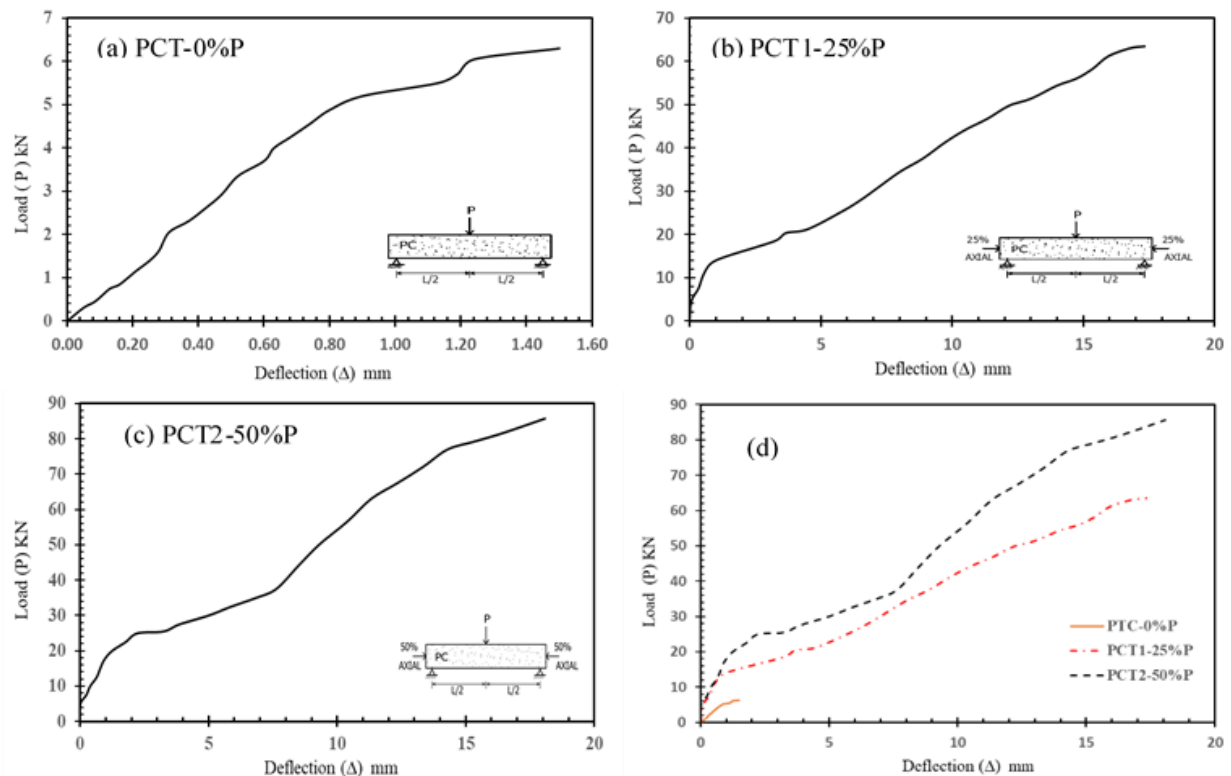 (a) PCT-0%P
Load ( P ) kN
7
6
5
4
3
2
1
0
0.00 0.20 0.40 0.60 0.80 1.00 1.20 1.40 1.60
Deflection (Δ) mm
P
PC
L/2 L/2
(b) PCT1-25%P
Load ( P ) kN
70
60
50
40
30
20
10
0
0 5 10 15 20
Deflection (Δ) mm
P
25% 25%
PC
AXIAL AXIAL
L/2 L/2
(c) PCT2-50%P
Load (P) KN
90
80
70
60
50
40
30
20
10
0
0 5 10 15 20
Deflection (Δ) mm
P
50% 50%
PC
AXIAL AXIAL
L/2 L/2
(d)
Load (P) KN
90
80
70
60
50
40
30
20
10
0
0 5 10 15 20
Deflection (Δ) mm
PTC-0%P
PCT1-25%P
PCT2-50%P